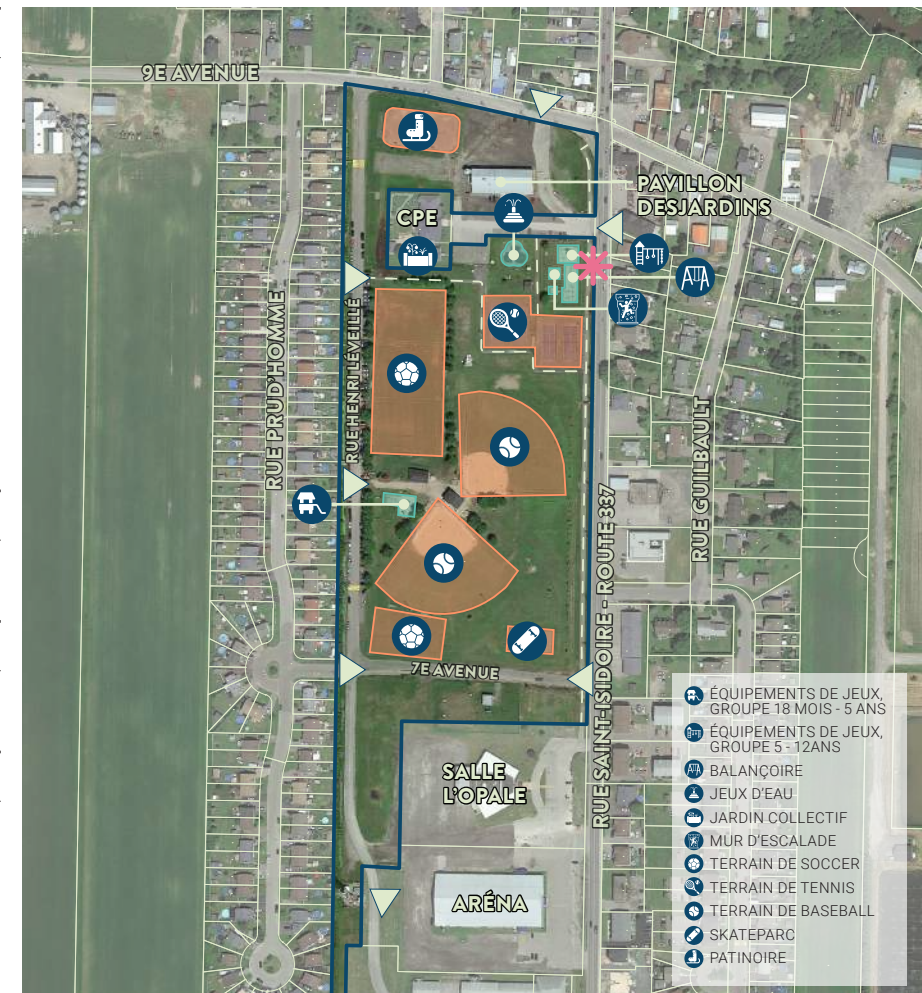 9E AVENUE
PAVILLON
DESJARDINS
CPE
RUE PRUD'HOMME
RUE HENRI LÉVEILLÉ
RUE GUILBAULT
RUE SAINT-ISIDOIRE - ROUTE 337
7E AVENUE
SALLE
L'OPALE
ARÉNA
ÉQUIPEMENTS DE JEUX,
GROUPE 18 MOIS - 5 ANS
ÉQUIPEMENTS DE JEUX,
GROUPE 5 - 12ANS
BALANÇOIRE
JEUX D'EAU
JARDIN COLLECTIF
MUR D'ESCALADE
TERRAIN DE SOCCER
TERRAIN DE TENNIS
TERRAIN DE BASEBALL
SKATEPARC
PATINOIRE